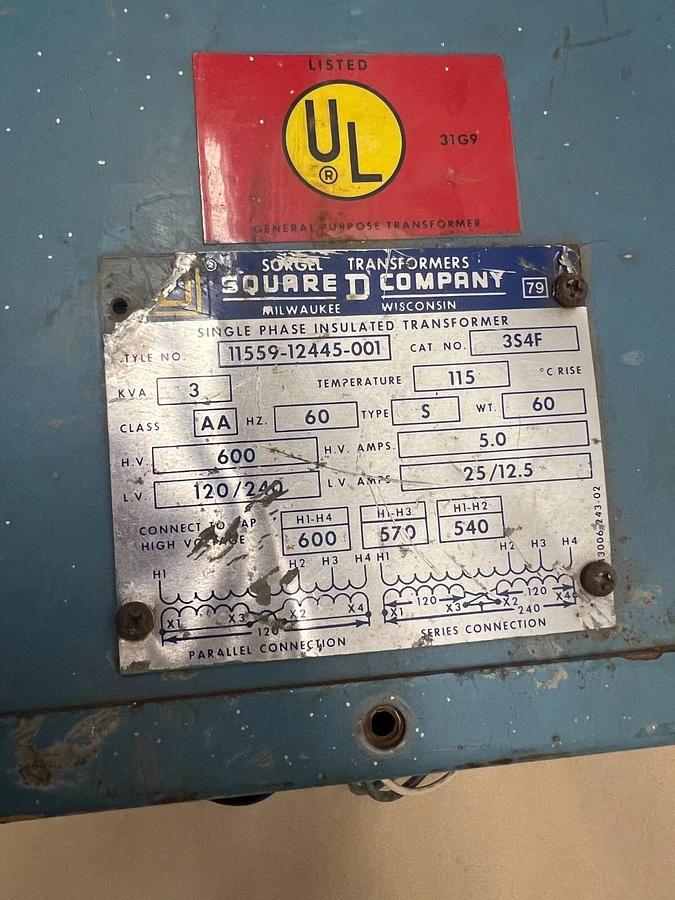 LISTED
UL
®
31G9
GENERAL PURPOSE TRANSFORMER
® SORGEL TRANSFORMERS
SQUARE D COMPANY 79
MILWAUKEE WISCONSIN
SINGLE PHASE INSULATED TRANSFORMER
.TYLE NO. 11559-12445-001 CAT. NO. 3S4F
KVA 3 TEMPERATURE 115 °C RISE
CLASS AA HZ. 60 TYPE S WT. 60
H.V. 600 H.V. AMPS. 5.0
L.V. 120/240 L.V. AMPS. 25/12.5
CONNECT TO TAP H1-H4 H1-H3 H1-H2
HIGH VOLTAGE 600 570 540
H1 H2 H3 H4 H1 H2 H3 H4
X1 X3 X2 X4 X1 120 X3 X2 120 X4
120 240
PARALLEL CONNECTION SERIES CONNECTION
3006-243-02